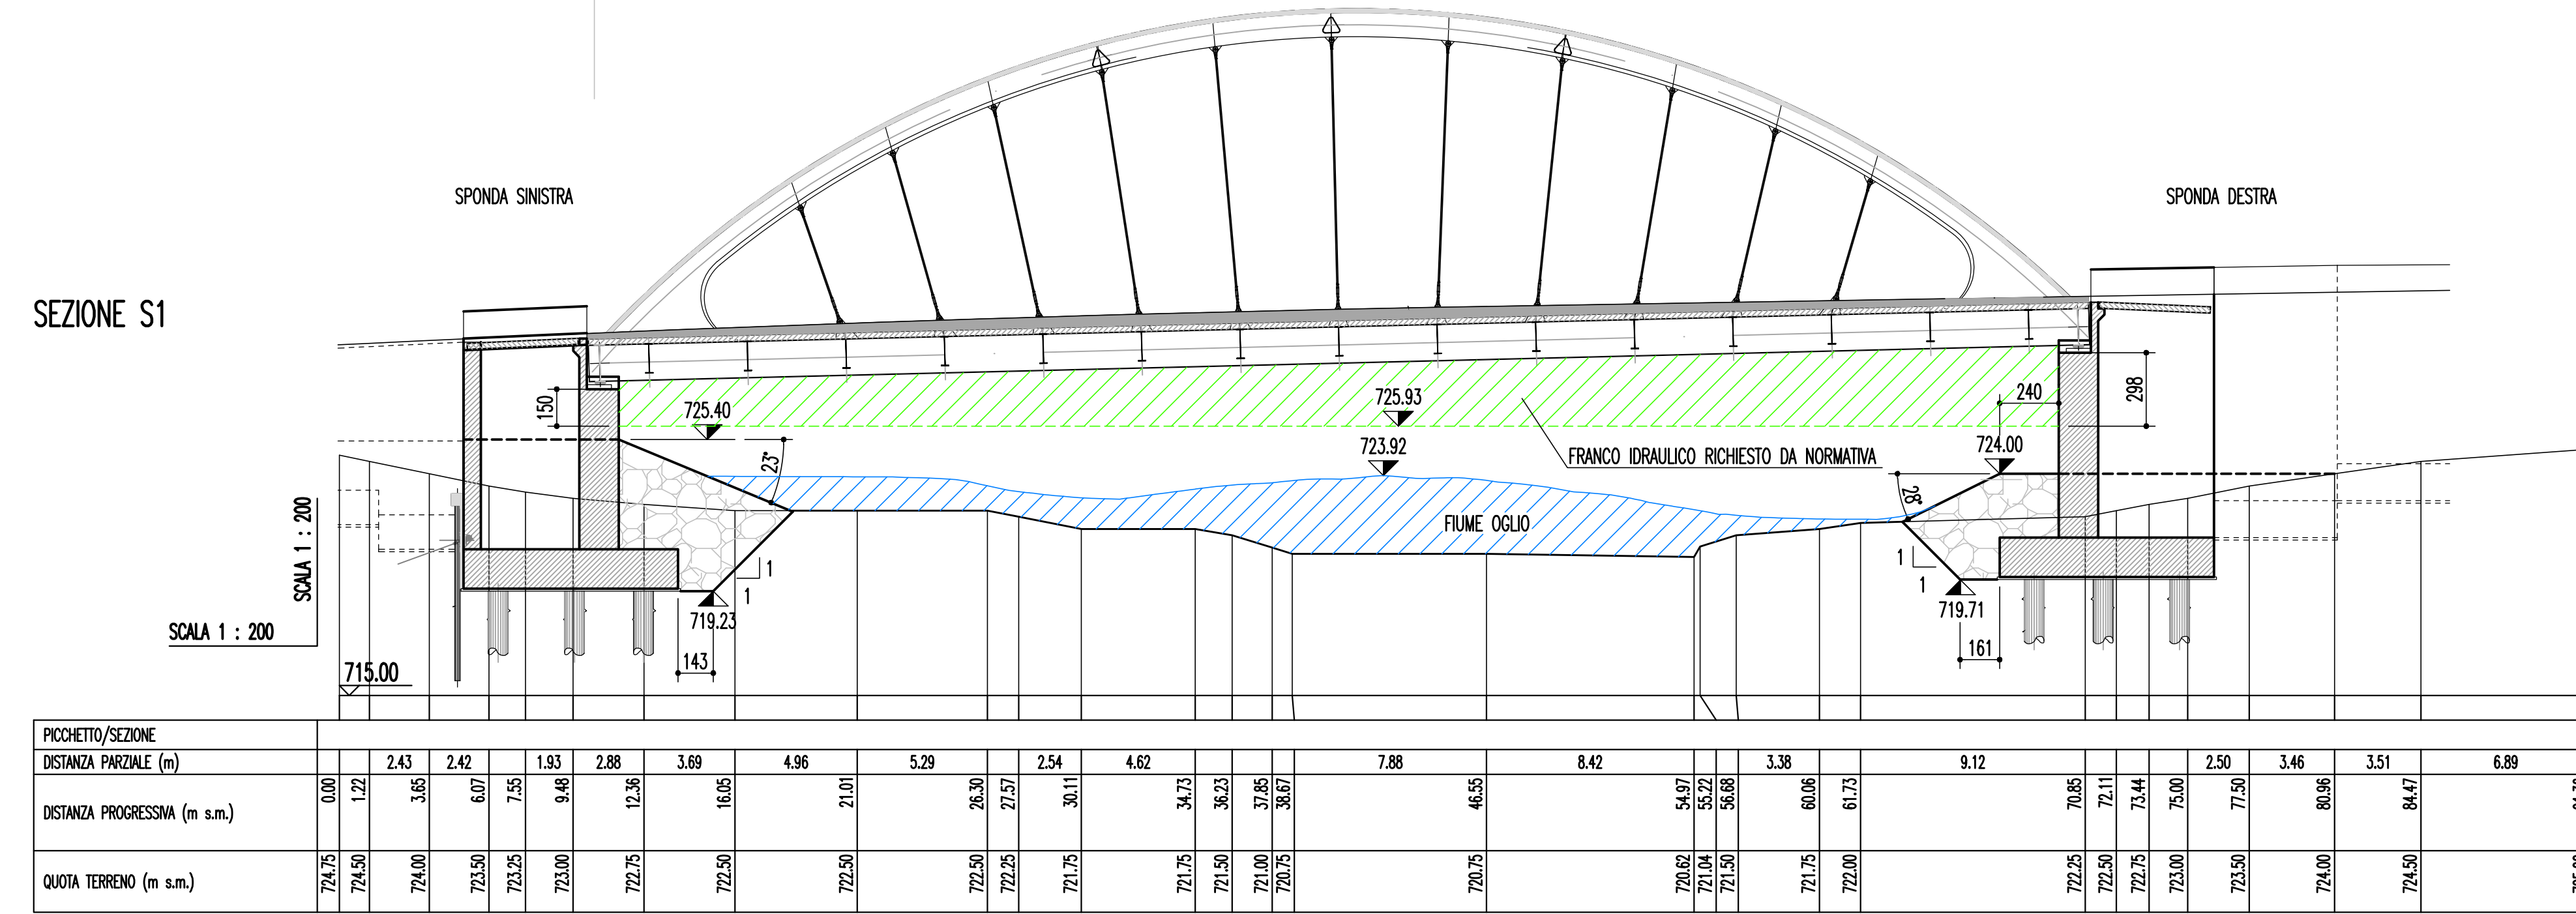 SPONDA SINISTRA
SPONDA DESTRA
SEZIONE S1
150
725.40
725.93
240
298
723.92
724.00
23°
FRANCO IDRAULICO RICHIESTO DA NORMATIVA
28°
FIUME OGLIO
SCALA 1 : 200
SCALA 1 : 200
1
1
1
1
719.23
719.71
143
161
715.00
PICCHETTO/SEZIONE
DISTANZA PARZIALE (m) 2.43 2.42 1.93 2.88 3.69 4.96 5.29 2.54 4.62 7.88 8.42 3.38 9.12 2.50 3.46 3.51 6.89
DISTANZA PROGRESSIVA (m s.m.) 0.00 1.22 3.65 6.07 7.55 9.48 12.36 16.05 21.01 26.30 27.57 30.11 34.73 36.23 37.85 38.67 46.55 54.97 55.22 56.68 60.06 61.73 70.85 72.11 73.44 75.00 77.50 80.96 84.47
QUOTA TERRENO (m s.m.) 724.75 724.50 724.00 723.50 723.25 723.00 722.75 722.50 722.50 722.50 722.25 721.75 721.75 721.50 721.00 720.75 720.75 720.62 721.04 721.50 721.75 722.00 722.25 722.50 722.75 723.00 723.50 724.00 724.50